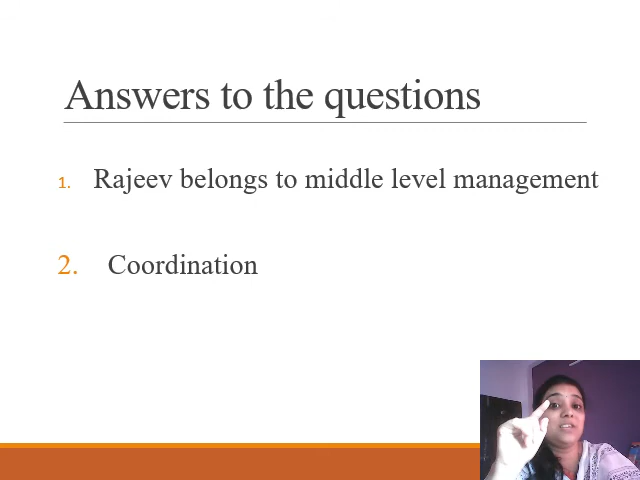 Answers to the questions
1. Rajeev belongs to middle level management
2. Coordination